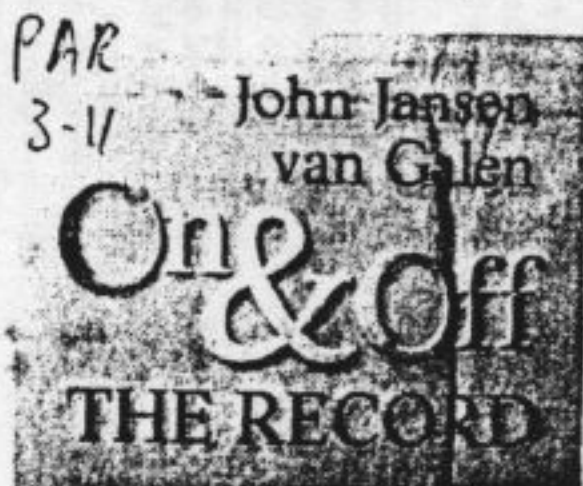 PAR
3-11
John Jansen
van Galen
On & Off
THE RECORD